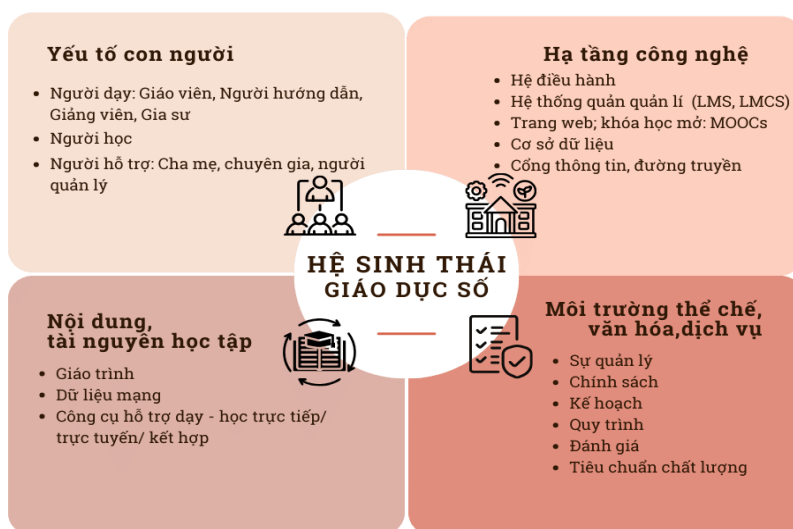 Yếu tố con người
• Người dạy: Giáo viên, Người hướng dẫn,
Giảng viên, Gia sư
• Người học
• Người hỗ trợ: Cha mẹ, chuyên gia, người
quản lý
Hạ tầng công nghệ
• Hệ điều hành
• Hệ thống quản quản lí (LMS, LMCS)
• Trang web; khóa học mở: MOOCs
• Cơ sở dữ liệu
• Cổng thông tin, đường truyền
HỆ SINH THÁI
GIÁO DỤC SỐ
Nội dung,
tài nguyên học tập
• Giáo trình
• Dữ liệu mạng
• Công cụ hỗ trợ dạy - học trực tiếp/
trực tuyến/ kết hợp
Môi trường thể chế,
văn hóa,dịch vụ
• Sự quản lý
• Chính sách
• Kế hoạch
• Quy trình
• Đánh giá
• Tiêu chuẩn chất lượng